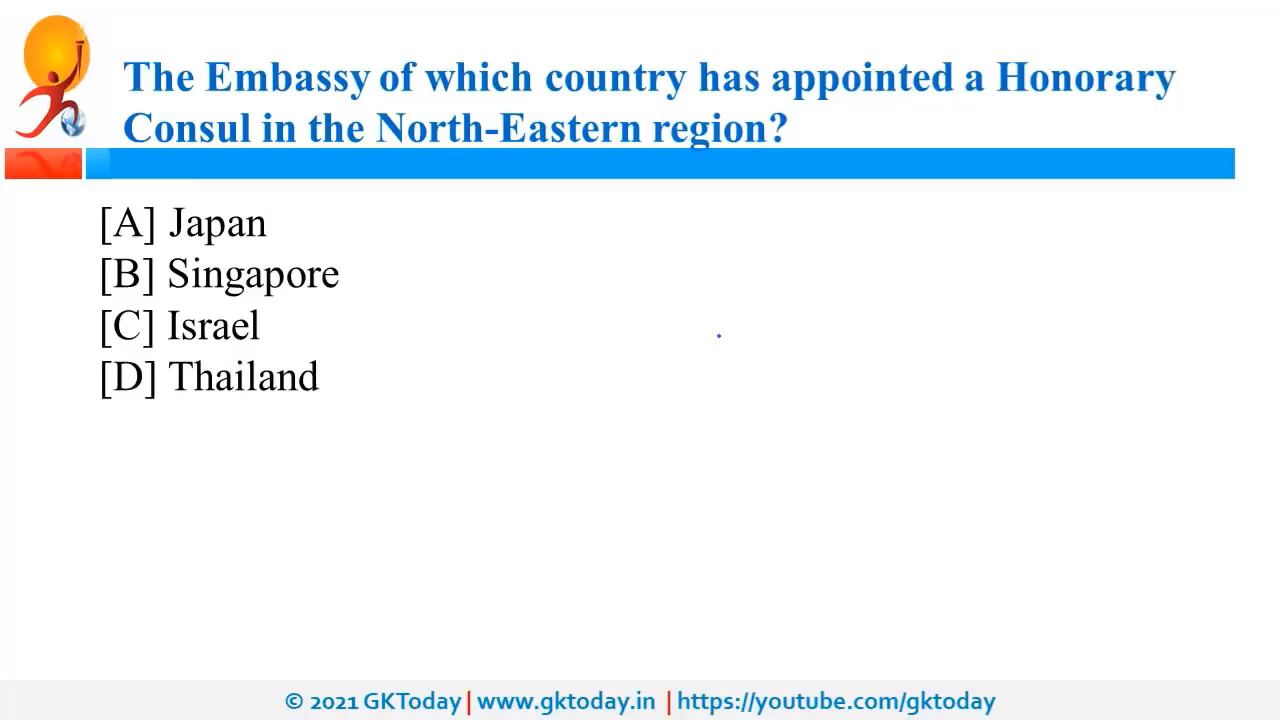 The Embassy of which country has appointed a Honorary
Consul in the North-Eastern region?
[A] Japan
[B] Singapore
[C] Israel
[D] Thailand
© 2021 GKToday | www.gktoday.in | https://youtube.com/gktoday